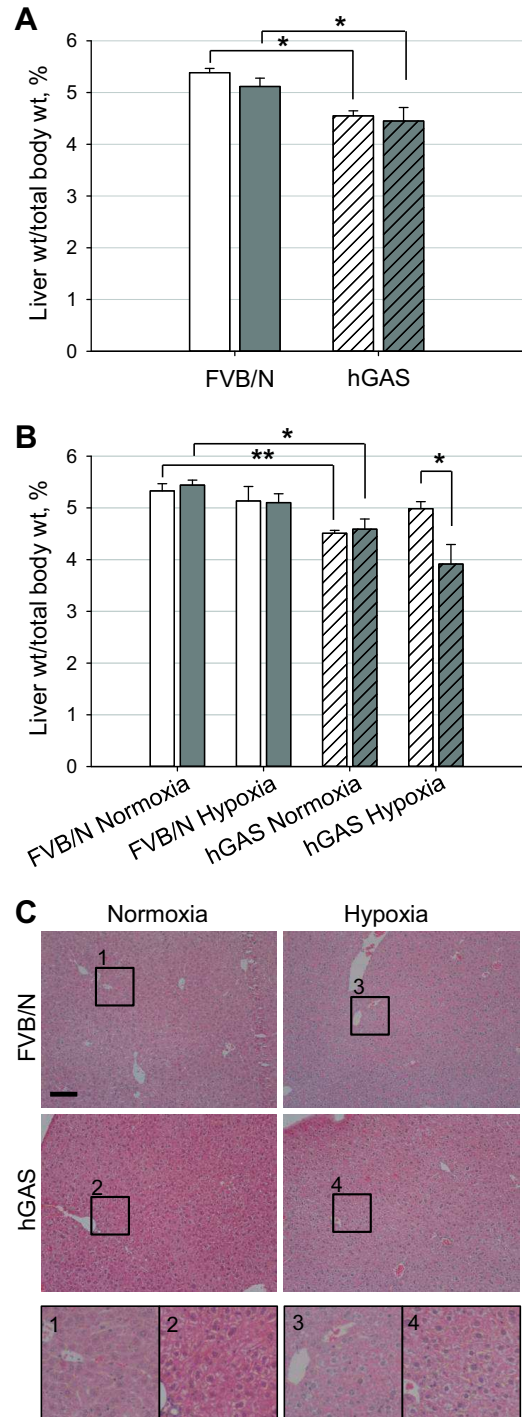 A
Liver wt/total body wt, %
6
5
4
3
2
1
0
*
*
FVB/N hGAS
B
Liver wt/total body wt, %
6
5
4
3
2
1
0
**
*
*
FVB/N Normoxia
FVB/N Hypoxia
hGAS Normoxia
hGAS Hypoxia
C
Normoxia Hypoxia
FVB/N
1
3
hGAS
2
4
1 2 3 4